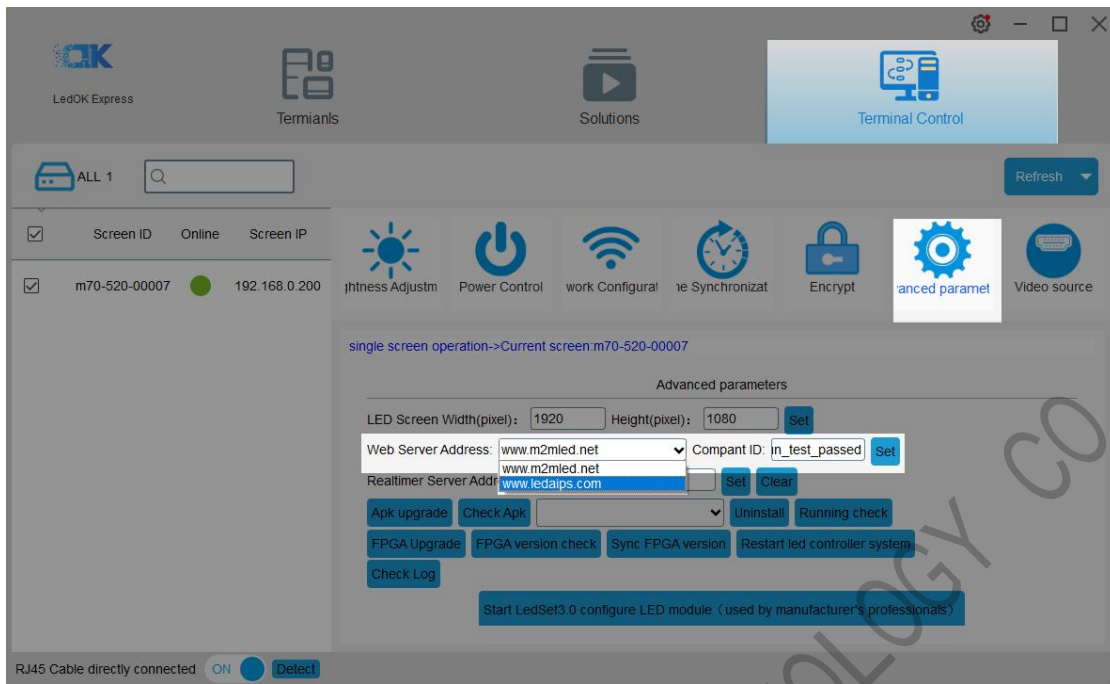 OK
LedOK Express
Termianls
Solutions
Terminal Control
ALL 1
Refresh
Screen ID Online Screen IP
m70-520-00007 192.168.0.200
ghtness Adjustm Power Control work Configurat ne Synchronizat Encrypt vanced paramet Video source
single screen operation->Current screen:m70-520-00007
Advanced parameters
LED Screen Width(pixel): 1920 Height(pixel): 1080 Set
Web Server Address: www.m2mled.net Compant ID: in_test_passed Set
www.m2mled.net
www.ledaips.com
Realtimer Server Addr Set Clear
Apk upgrade Check Apk Uninstall Running check
FPGA Upgrade FPGA version check Sync FPGA version Restart led controller system
Check Log
Start LedSet3.0 configure LED module（used by manufacturer's professionals）
RJ45 Cable directly connected ON Detect
OLOGY CO